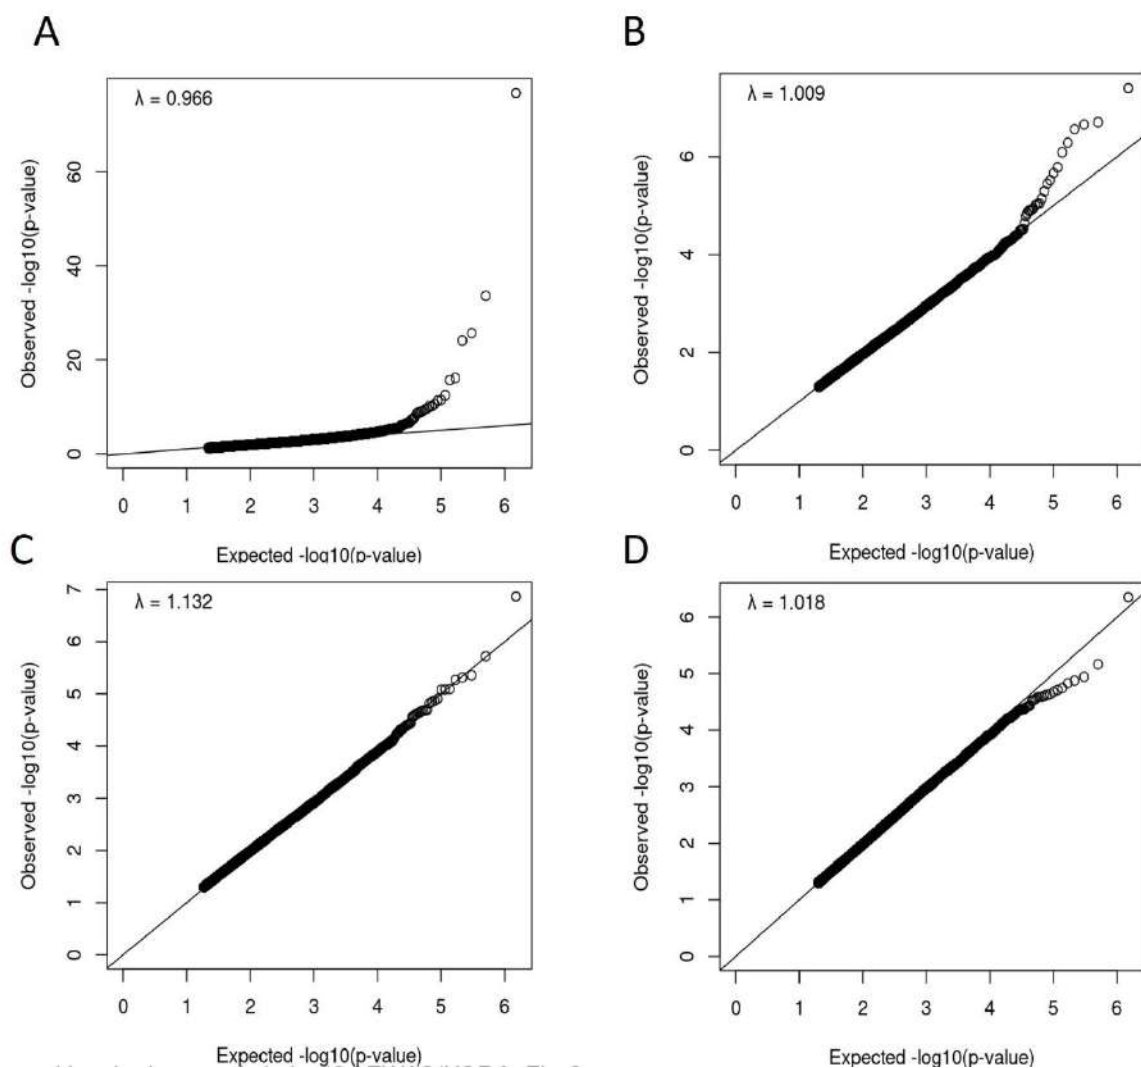 A
λ = 0.966
Observed -log10(p-value)
0 20 40 60
0 1 2 3 4 5 6
Expected -log10(p-value)
B
λ = 1.009
Observed -log10(p-value)
0 2 4 6
0 1 2 3 4 5 6
Expected -log10(p-value)
C
λ = 1.132
Observed -log10(p-value)
0 1 2 3 4 5 6 7
0 1 2 3 4 5 6
Expected -log10(p-value)
D
λ = 1.018
Observed -log10(p-value)
0 1 2 3 4 5 6
0 1 2 3 4 5 6
Expected -log10(p-value)